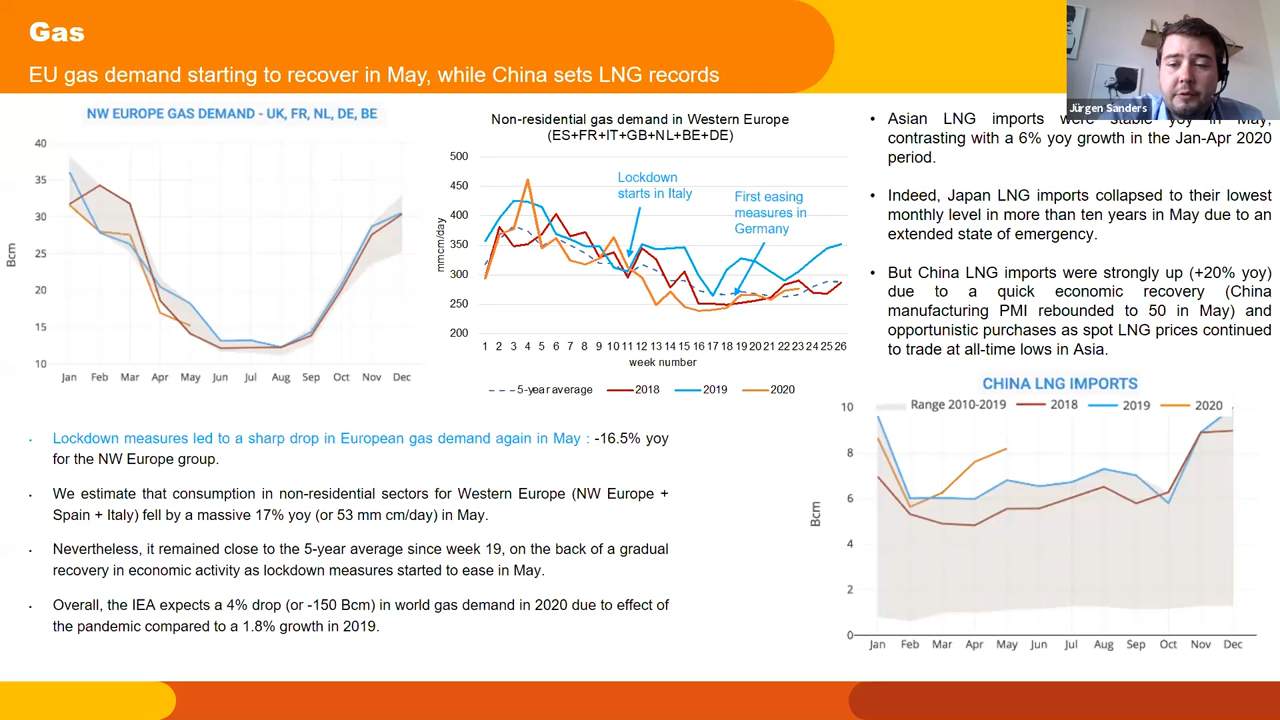 Gas
EU gas demand starting to recover in May, while China sets LNG records
Jürgen Sanders
NW EUROPE GAS DEMAND - UK, FR, NL, DE, BE
40
35
30
25
20
15
10
Bcm
Jan Feb Mar Apr May Jun Jul Aug Sep Oct Nov Dec
Non-residential gas demand in Western Europe
(ES+FR+IT+GB+NL+BE+DE)
500
450
400
350
300
250
200
mmcm/day
Lockdown
starts in Italy
First easing
measures in
Germany
1 2 3 4 5 6 7 8 9 10 11 12 13 14 15 16 17 18 19 20 21 22 23 24 25 26
week number
5-year average 2018 2019 2020
• Asian LNG imports were stable yoy in May,
contrasting with a 6% yoy growth in the Jan-Apr 2020
period.
• Indeed, Japan LNG imports collapsed to their lowest
monthly level in more than ten years in May due to an
extended state of emergency.
• But China LNG imports were strongly up (+20% yoy)
due to a quick economic recovery (China
manufacturing PMI rebounded to 50 in May) and
opportunistic purchases as spot LNG prices continued
to trade at all-time lows in Asia.
• Lockdown measures led to a sharp drop in European gas demand again in May : -16.5% yoy
for the NW Europe group.
• We estimate that consumption in non-residential sectors for Western Europe (NW Europe +
Spain + Italy) fell by a massive 17% yoy (or 53 mm cm/day) in May.
• Nevertheless, it remained close to the 5-year average since week 19, on the back of a gradual
recovery in economic activity as lockdown measures started to ease in May.
• Overall, the IEA expects a 4% drop (or -150 Bcm) in world gas demand in 2020 due to effect of
the pandemic compared to a 1.8% growth in 2019.
CHINA LNG IMPORTS
Range 2010-2019 2018 2019 2020
10
8
6
4
2
0
Bcm
Jan Feb Mar Apr May Jun Jul Aug Sep Oct Nov Dec